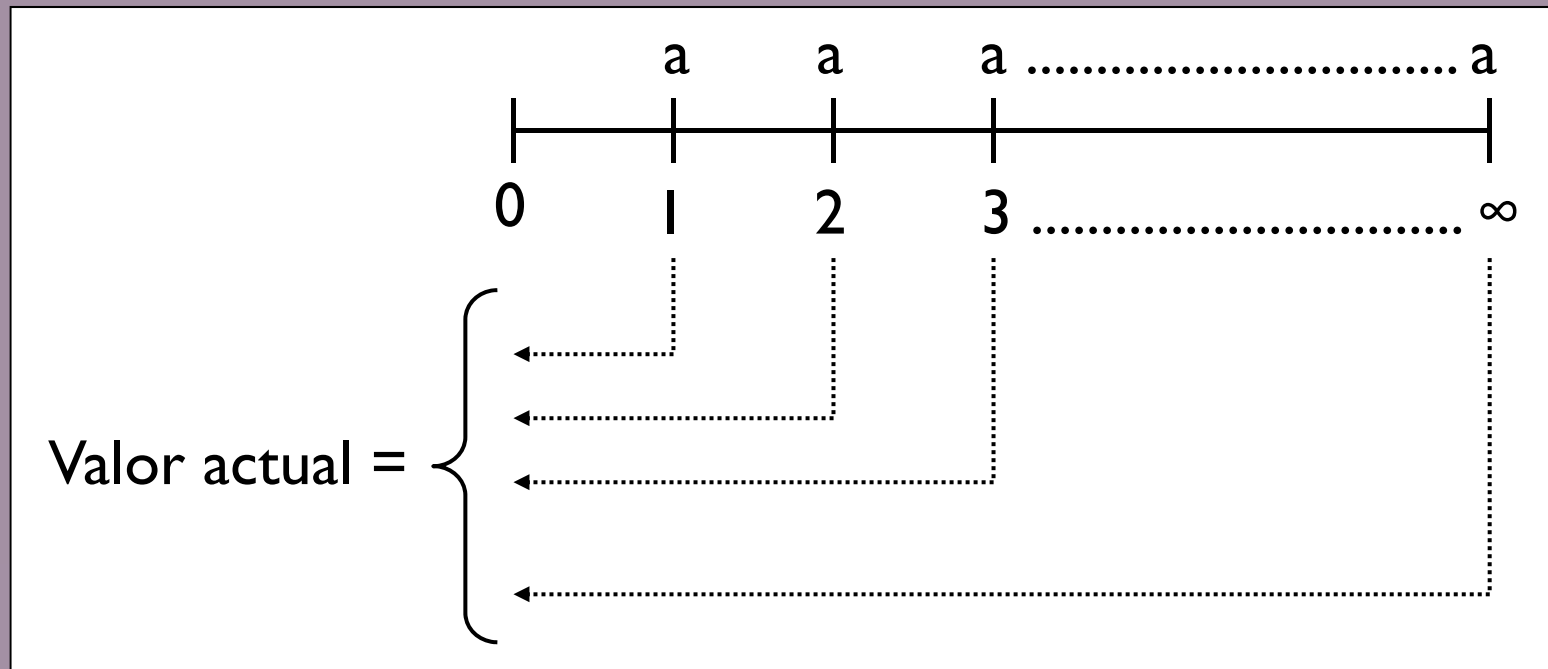 a a a .............................. a
0 1 2 3 .............................. ∞
Valor actual =